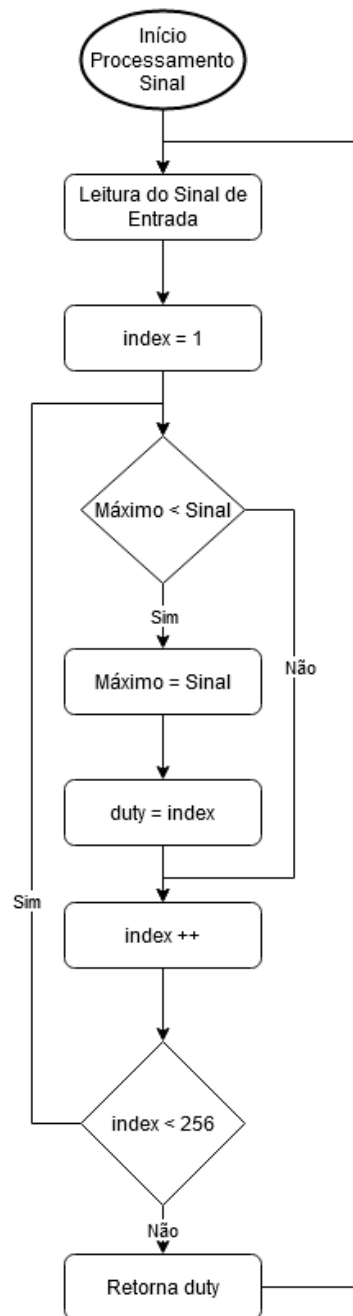 Início
Processamento
Sinal
Leitura do Sinal de
Entrada
index = 1
Máximo < Sinal
Sim
Máximo = Sinal
Não
duty = index
Sim
index ++
index < 256
Não
Retorna duty